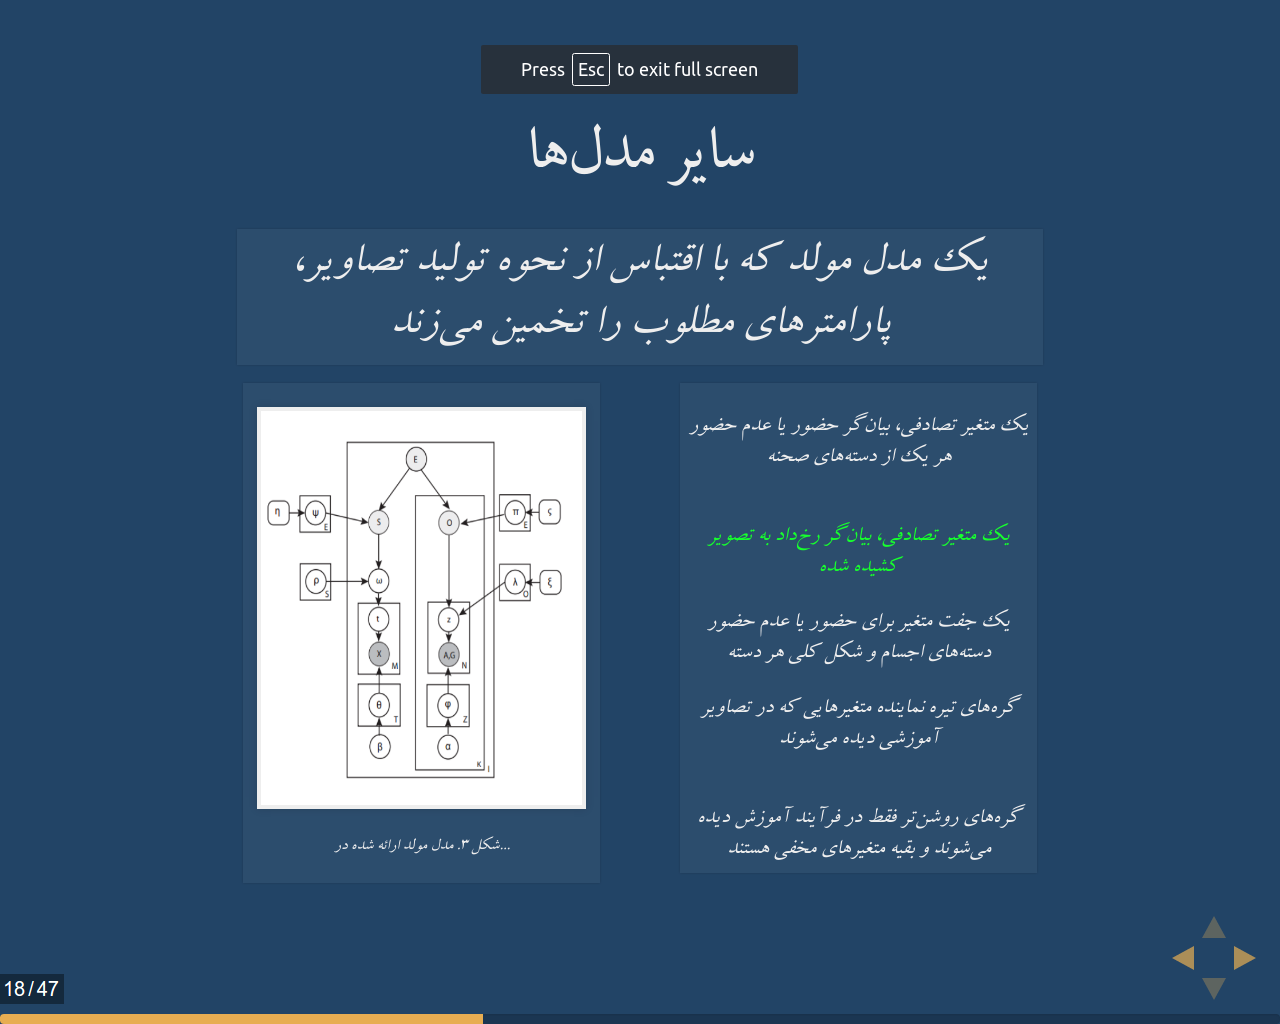 Press Esc to exit full screen
سایر مدل‌ها
یک مدل مولد که با اقتباس از نحوه تولید تصاویر،
پارامترهای مطلوب را تخمین می‌زند
یک متغیر تصادفی، بیان‌گر حضور یا عدم حضور
هر یک از دسته‌های صحنه
یک متغیر تصادفی، بیان‌گر رخ‌داد به تصویر
کشیده شده
یک جفت متغیر برای حضور یا عدم حضور
دسته‌های اجسام و شکل کلی هر دسته
گره‌های تیره نماینده متغیرهایی که در تصاویر
آموزشی دیده می‌شوند
گره‌های روشن‌تر فقط در فرآیند آموزش دیده
می‌شوند و بقیه متغیرهای مخفی هستند
E
η ψ E S O π E ς
ρ S ω λ O ξ
t z
X M A,G N
θ T φ Z
β α
K I
...شکل ۳. مدل مولد ارائه شده در
18/47